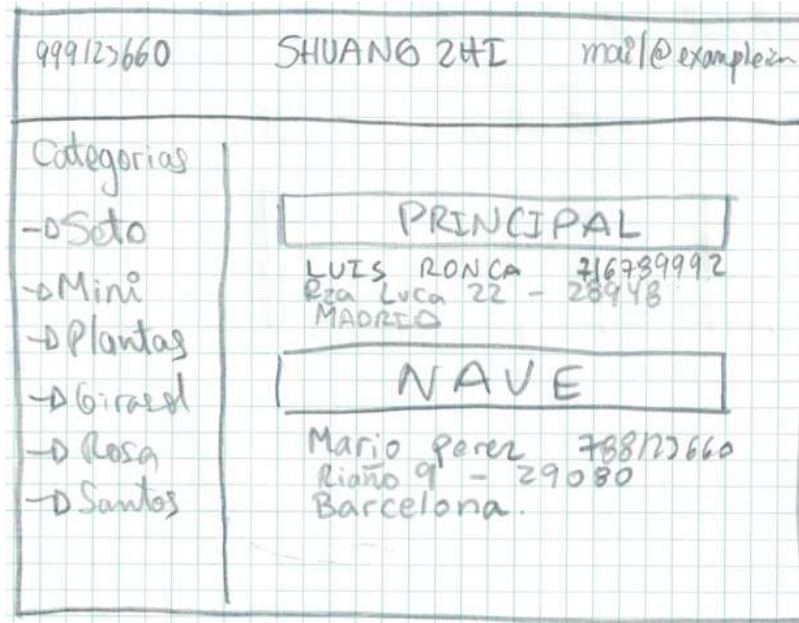 999123660 SHUANG ZHI mail@example.com
Categorias
Seto
Mini
Plantas
Girasol
Rosa
Santos
PRINCIPAL
LUIS RONCA 716789992
Pza Luca 22 - 28948
MADRID
NAVE
Mario perez 788123660
Riaño 9 - 29080
Barcelona.